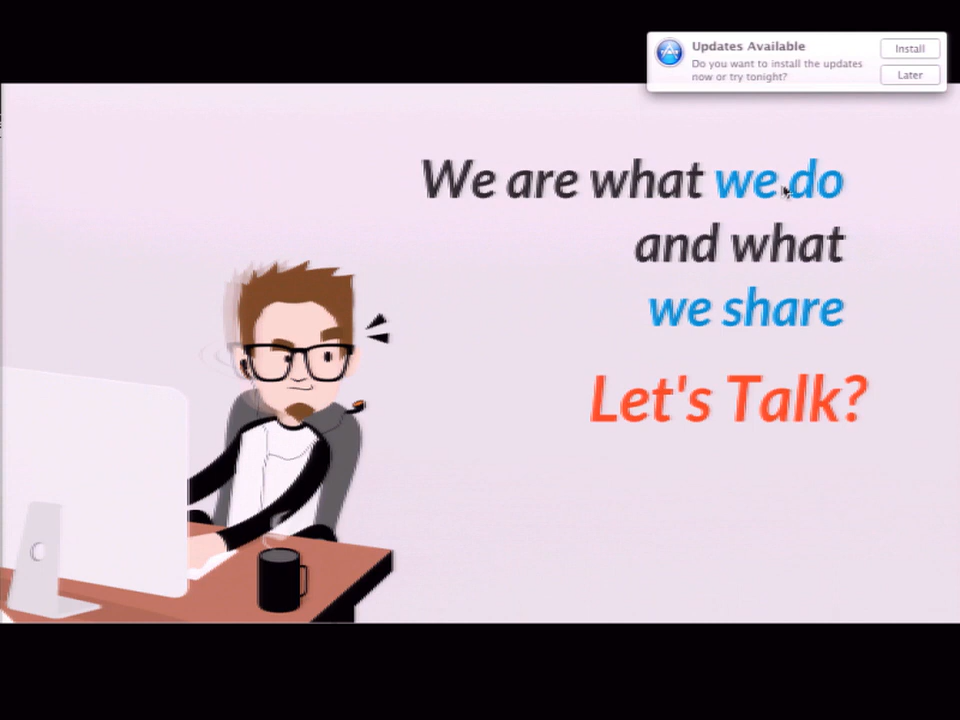 Updates Available
Do you want to install the updates
now or try tonight?
Install
Later
We are what we do
and what
we share
Let's Talk?